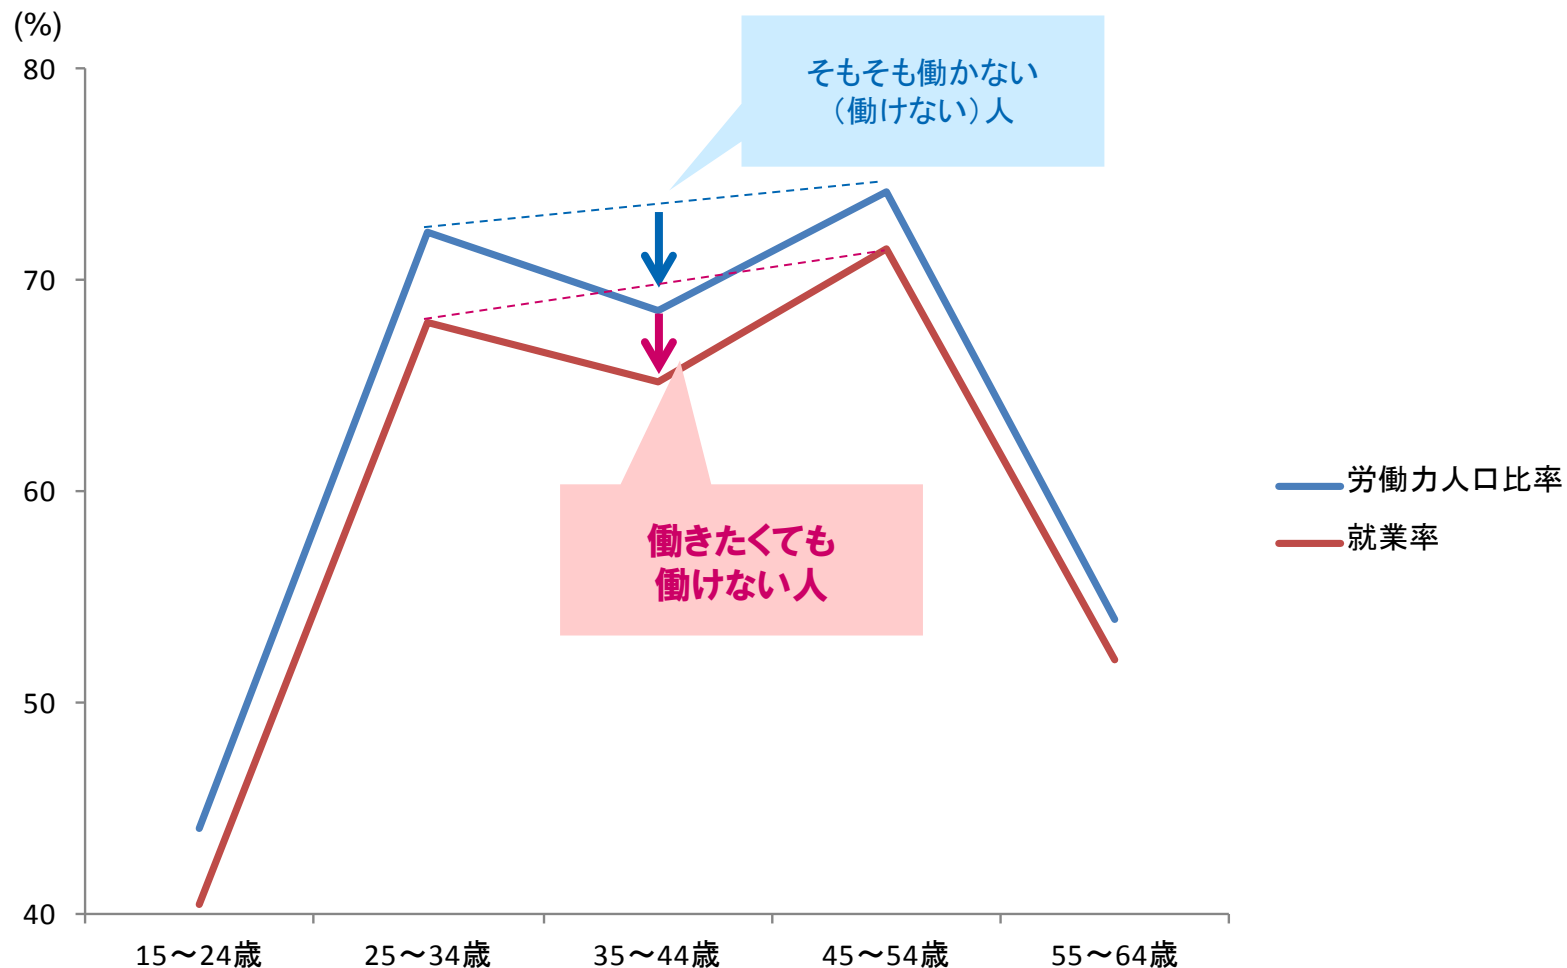 (%)
80
70
60
50
40
そもそも働かない
（働けない）人
働きたくても
働けない人
労働力人口比率
就業率
15～24歳
25～34歳
35～44歳
45～54歳
55～64歳